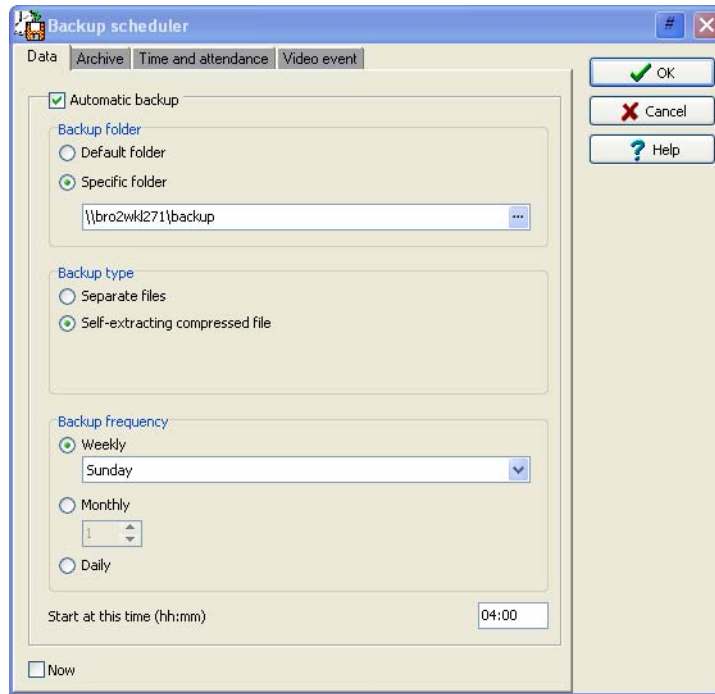 Backup scheduler
#
Data Archive Time and attendance Video event
OK
Cancel
? Help
Automatic backup
Backup folder
Default folder
Specific folder
\\bro2wkl271\backup
...
Backup type
Separate files
Self-extracting compressed file
Backup frequency
Weekly
Sunday
Monthly
1
Daily
Start at this time (hh:mm) 04:00
Now